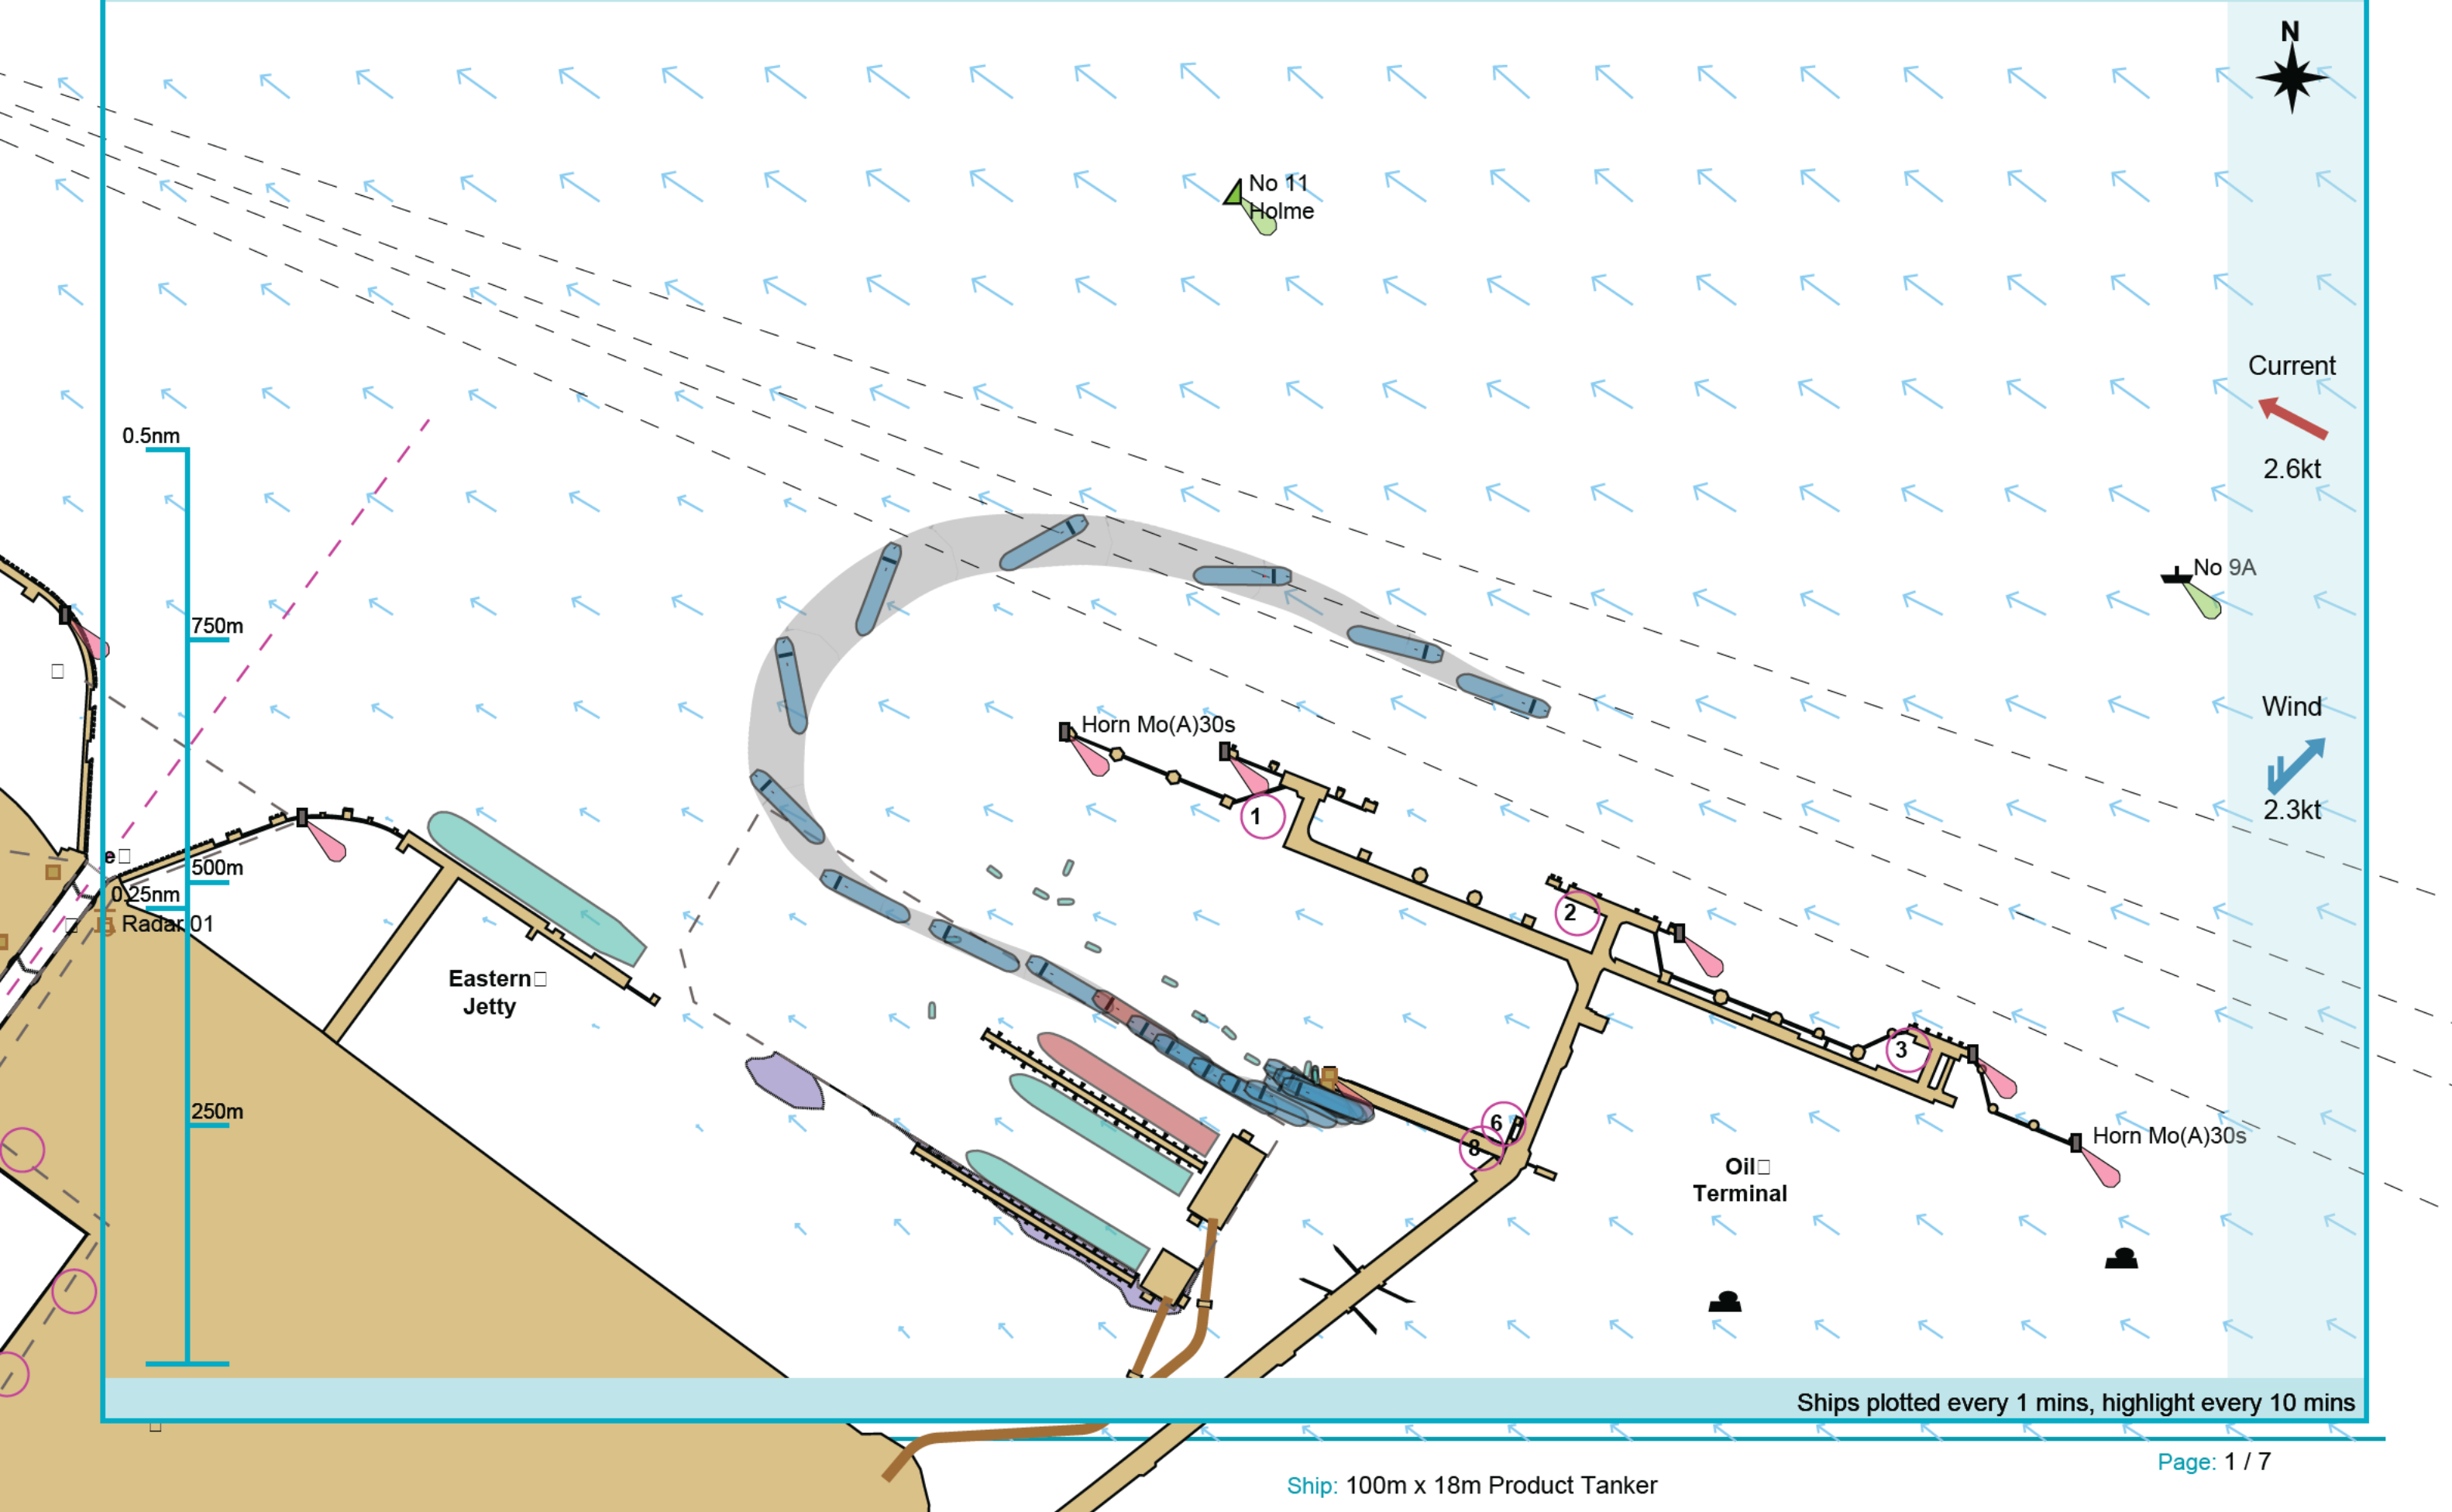 N
No 11
Holme
Current
2.6kt
0.5nm
No 9A
750m
Wind
2.3kt
Horn Mo(A)30s
1
e
500m
0.25nm
Radar 01
2
Eastern
Jetty
3
250m
6
8
Horn Mo(A)30s
Oil
Terminal
Ships plotted every 1 mins, highlight every 10 mins
Page: 1 / 7
Ship: 100m x 18m Product Tanker